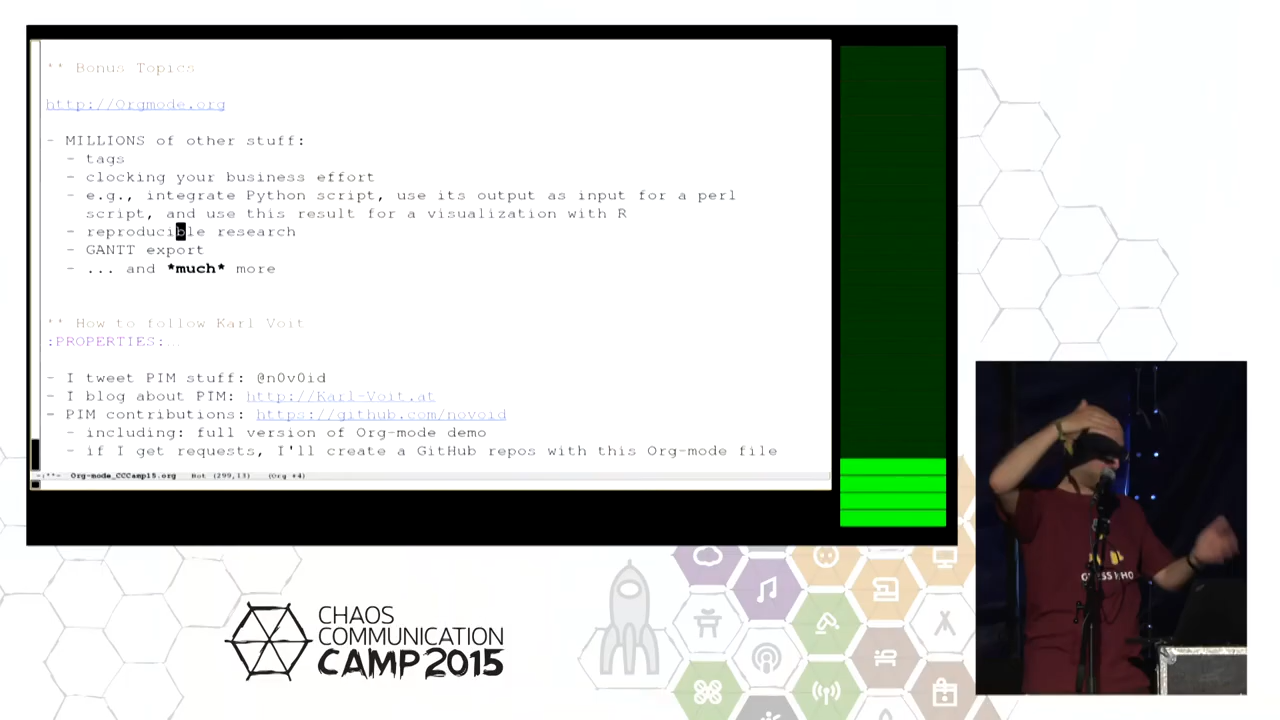 '' Bonus Topics
http://Orgmode.org
- MILLIONS of other stuff:
- tags
- clocking your business effort
- e.g., integrate Python script, use its output as input for a perl
script, and use this result for a visualization with R
- reproducible research
- GANTT export
- ... and *much* more
'' How to follow Karl Voit
:PROPERTIES:...
- I tweet PIM stuff: @n0v0id
- I blog about PIM: http://Karl-Voit.at
- PIM contributions: https://github.com/novoid
- including: full version of Org-mode demo
- if I get requests, I'll create a GitHub repos with this Org-mode file
-(**- Org-mode_CCCamp15.org Bot (299,13) (Org +4)
CHAOS
COMMUNICATION
CAMP 2015